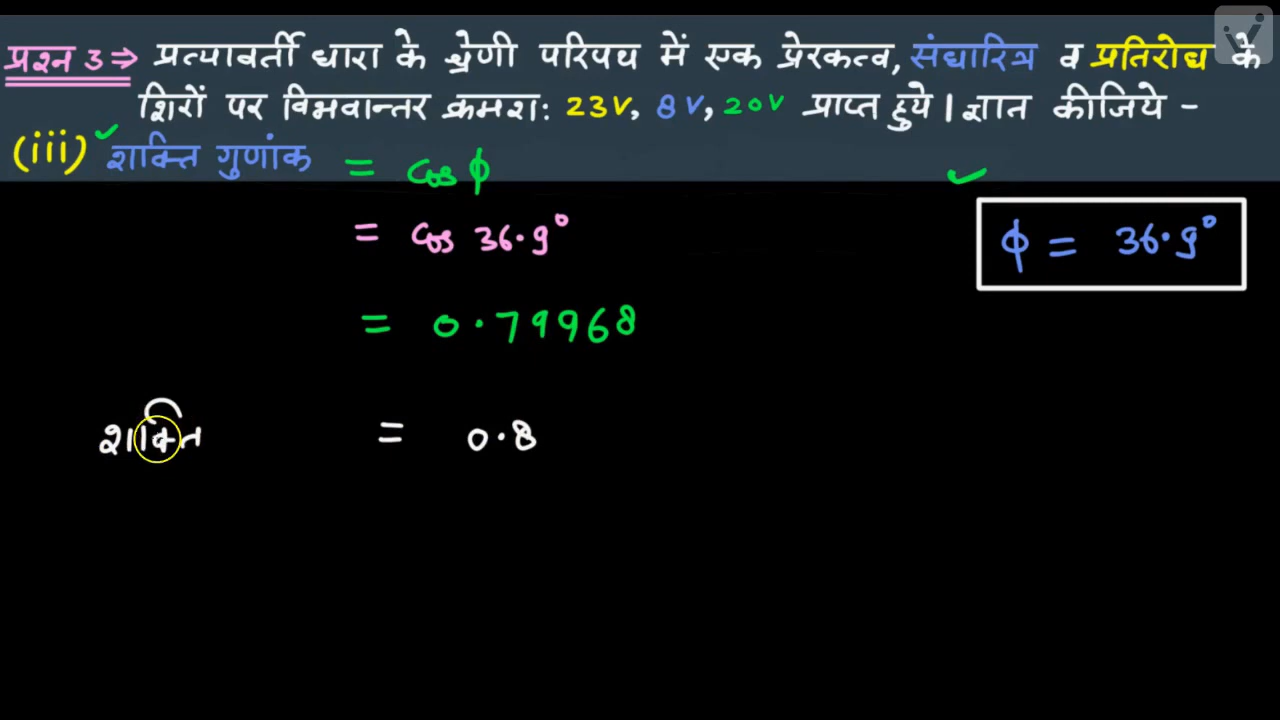 प्रश्न 3 ⇒ प्रत्यावर्ती धारा के श्रेणी परिपथ में एक प्रेरकत्व, संधारित्र व प्रतिरोध के
शिरों पर विभवान्तर क्रमश: 23V, 8V, 20V प्राप्त हुये। ज्ञात कीजिये -
(iii) ✓ शक्ति गुणांक = cos ϕ ✓
= cos 36.9° ϕ = 36.9°
= 0.79968
शक्ति = 0.8